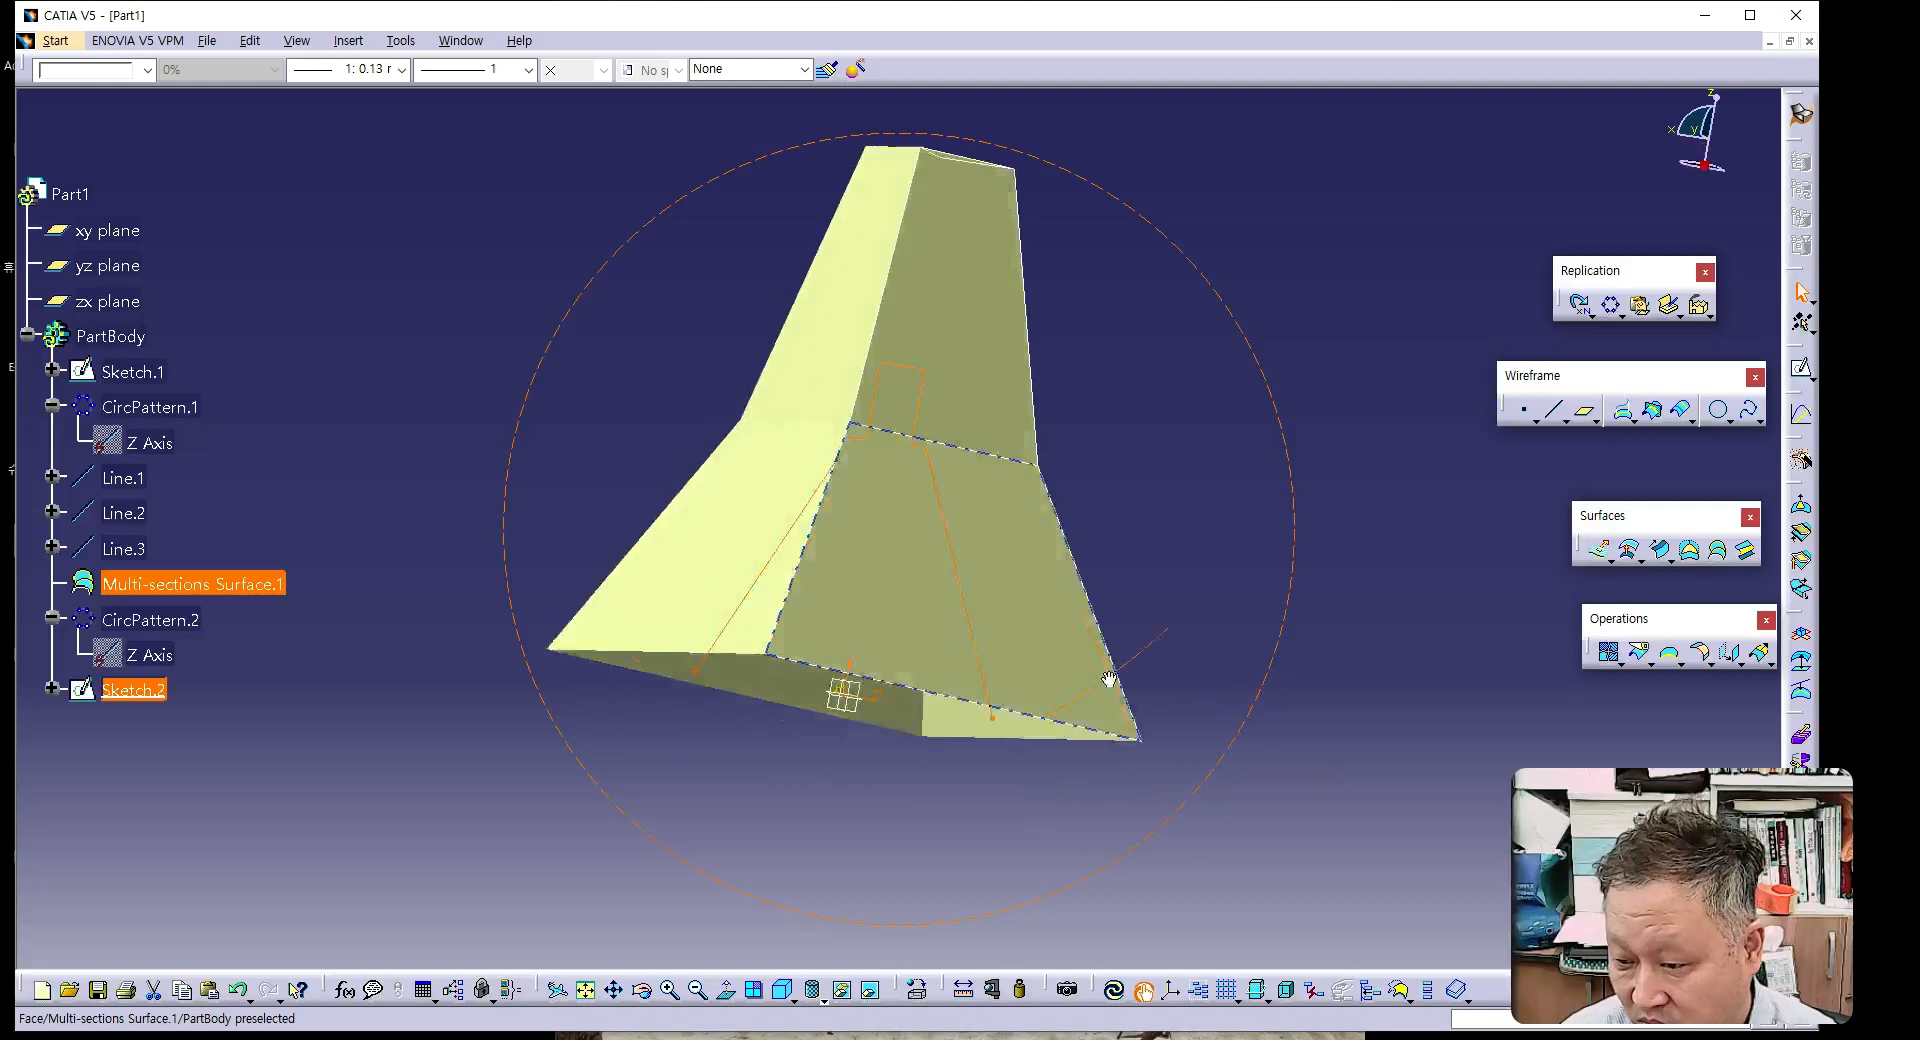 CATIA V5 - [Part1]
Start ENOVIA V5 VPM File Edit View Insert Tools Window Help
0% 1: 0.13 r 1 No s None
z
x y
Part1
xy plane
yz plane
zx plane
PartBody
Sketch.1
CircPattern.1
Z Axis
Line.1
Line.2
Line.3
Multi-sections Surface.1
CircPattern.2
Z Axis
Sketch.2
Replication
Wireframe
Surfaces
Operations
Face/Multi-sections Surface.1/PartBody preselected